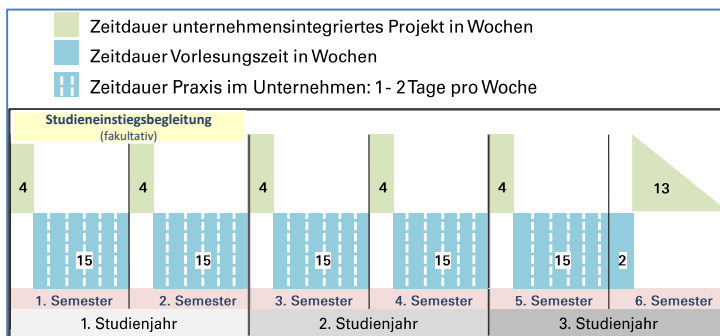 Zeitdauer unternehmensintegriertes Projekt in Wochen
Zeitdauer Vorlesungszeit in Wochen
Zeitdauer Praxis im Unternehmen: 1- 2 Tage pro Woche
Studieneinstiegsbegleitung
(fakultativ)
4 4 4 4 4 13
15 15 15 15 15 2
1. Semester 2. Semester 3. Semester 4. Semester 5. Semester 6. Semester
1. Studienjahr 2. Studienjahr 3. Studienjahr